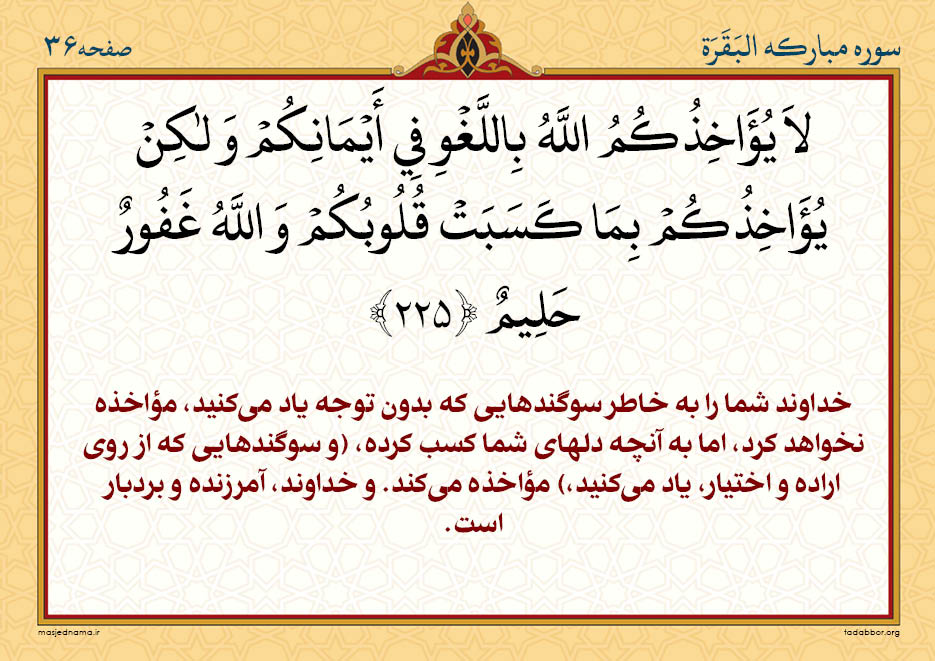 سوره مبارکه البَقَرَة
صفحه۳۶
لاَ يُؤَاخِذُكُمُ اللَّهُ بِاللَّغْوِ فِي أَيْمَانِكُمْ وَ لٰكِنْ
يُؤَاخِذُكُمْ بِمَا كَسَبَتْ قُلُوبُكُمْ وَ اللَّهُ غَفُورٌ
حَلِيمٌ ﴿۲۲۵﴾
خداوند شما را به خاطر سوگندهایی که بدون توجه یاد می‌کنید، مؤاخذه
نخواهد کرد، اما به آنچه دلهای شما کسب کرده، (و سوگندهایی که از روی
اراده و اختیار، یاد می‌کنید،) مؤاخذه می‌کند. و خداوند، آمرزنده و بردبار
است.
masjednama.ir
tadabbor.org